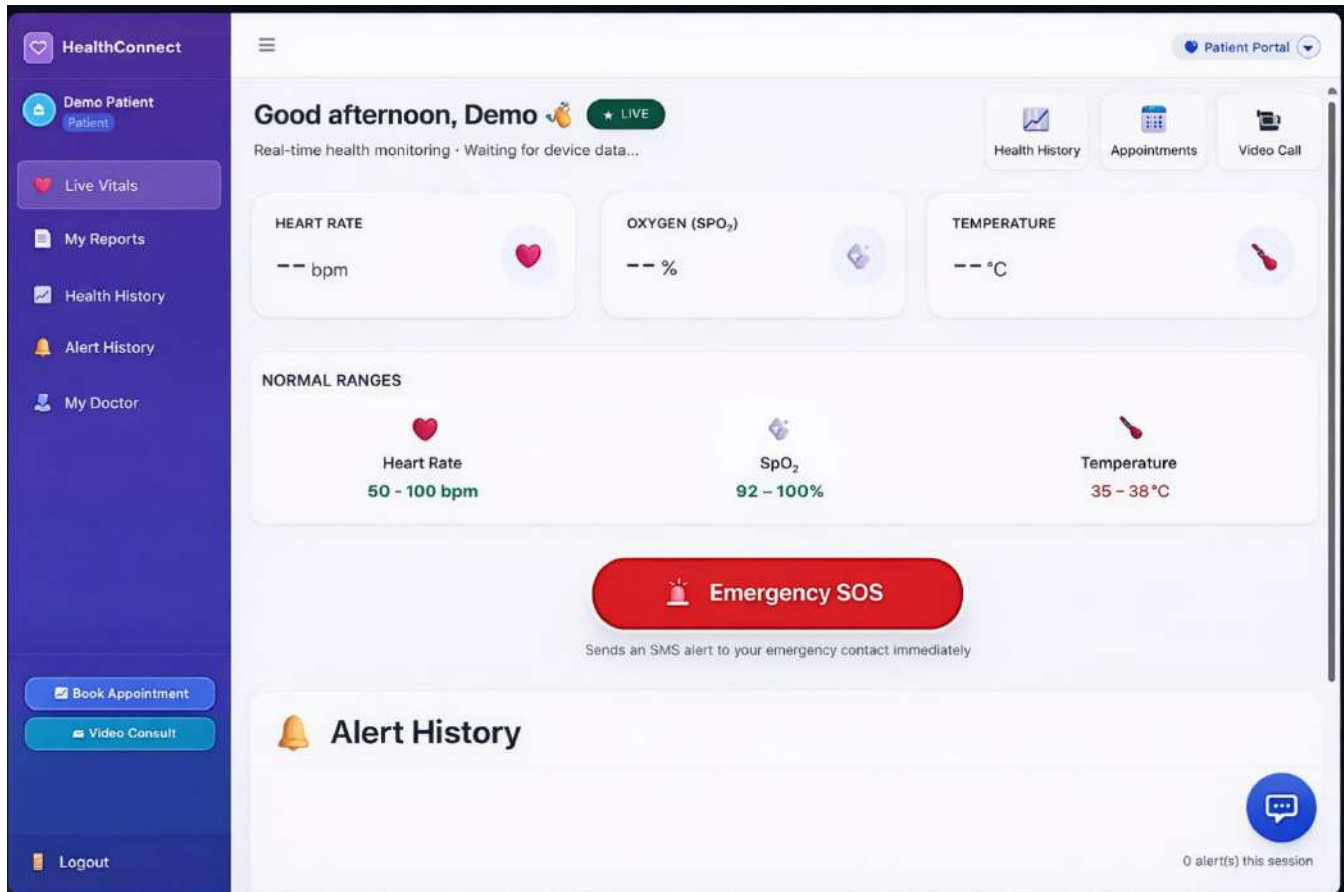 HealthConnect
Demo Patient
Patient
Live Vitals
My Reports
Health History
Alert History
My Doctor
Book Appointment
Video Consult
Logout
Patient Portal
Good afternoon, Demo
★ LIVE
Real-time health monitoring · Waiting for device data...
Health History
Appointments
Video Call
HEART RATE
-- bpm
OXYGEN (SPO₂)
-- %
TEMPERATURE
-- °C
NORMAL RANGES
Heart Rate
50 - 100 bpm
SpO₂
92 – 100%
Temperature
35 – 38 °C
Emergency SOS
Sends an SMS alert to your emergency contact immediately
Alert History
0 alert(s) this session